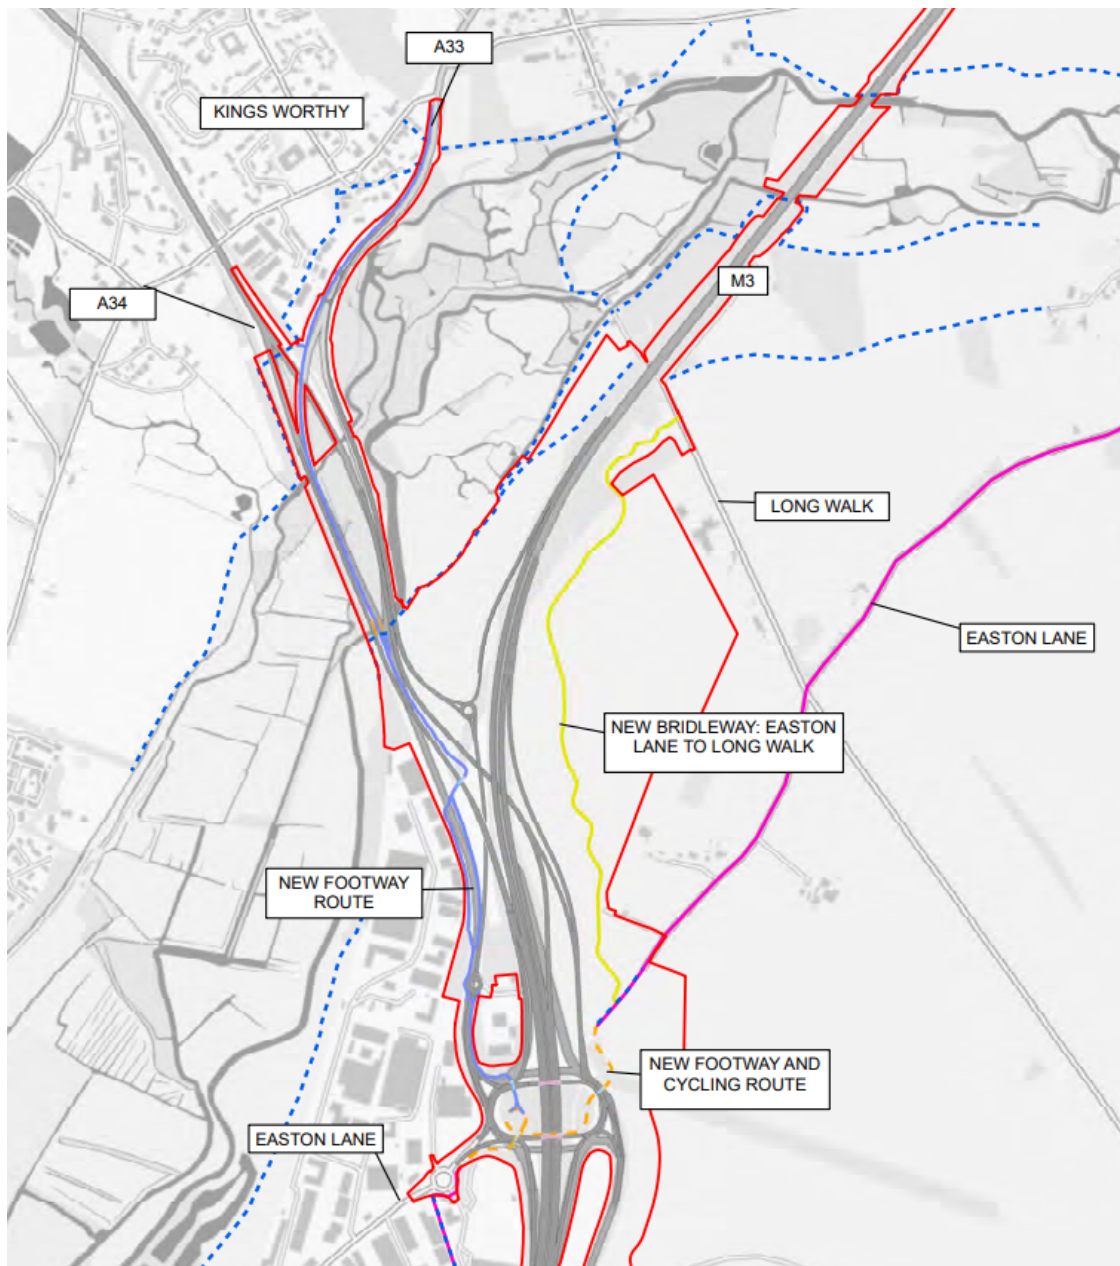 A33
KINGS WORTHY
M3
A34
LONG WALK
EASTON LANE
NEW BRIDLEWAY: EASTON
LANE TO LONG WALK
NEW FOOTWAY
ROUTE
NEW FOOTWAY AND
CYCLING ROUTE
EASTON LANE